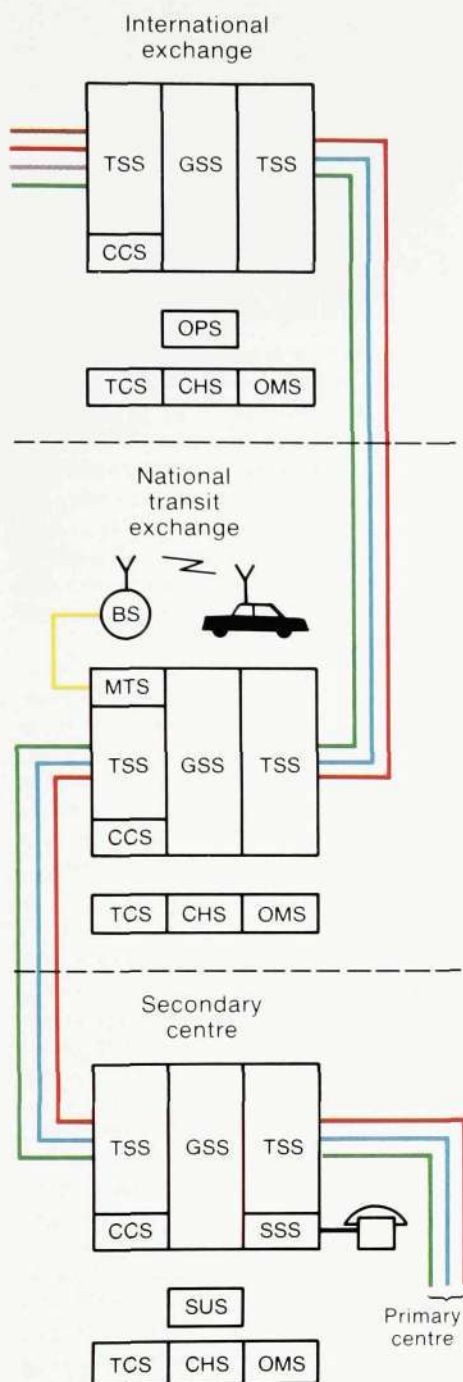 International
exchange
TSS GSS TSS
CCS
OPS
TCS CHS OMS
National
transit
exchange
BS
MTS
TSS GSS TSS
CCS
TCS CHS OMS
Secondary
centre
TSS GSS TSS
CCS SSS
SUS
Primary
centre
TCS CHS OMS